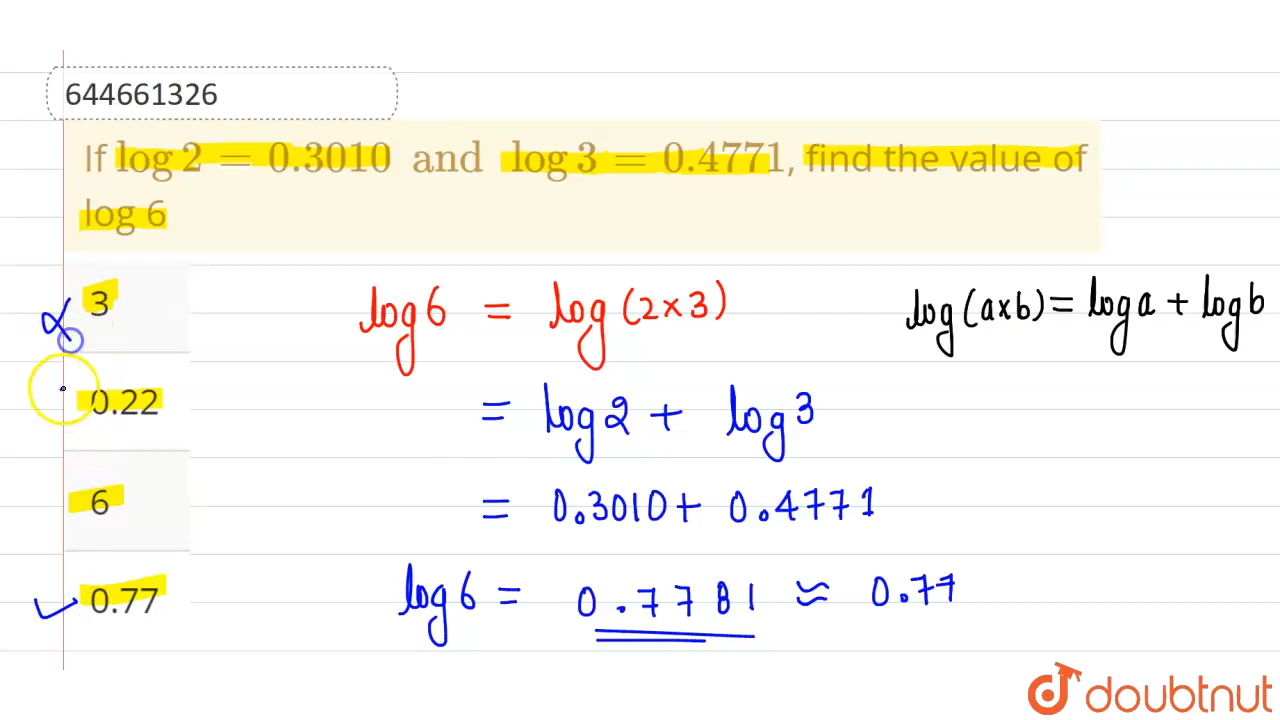 644661326
If log 2 = 0.3010 and log 3 = 0.4771, find the value of
log 6
3
log 6 = log (2 × 3)
log (a×b) = log a + log b
0.22
= log 2 + log 3
6
= 0.3010 + 0.4771
0.77
log 6 = 0.7781 ≈ 0.77
doubtnut